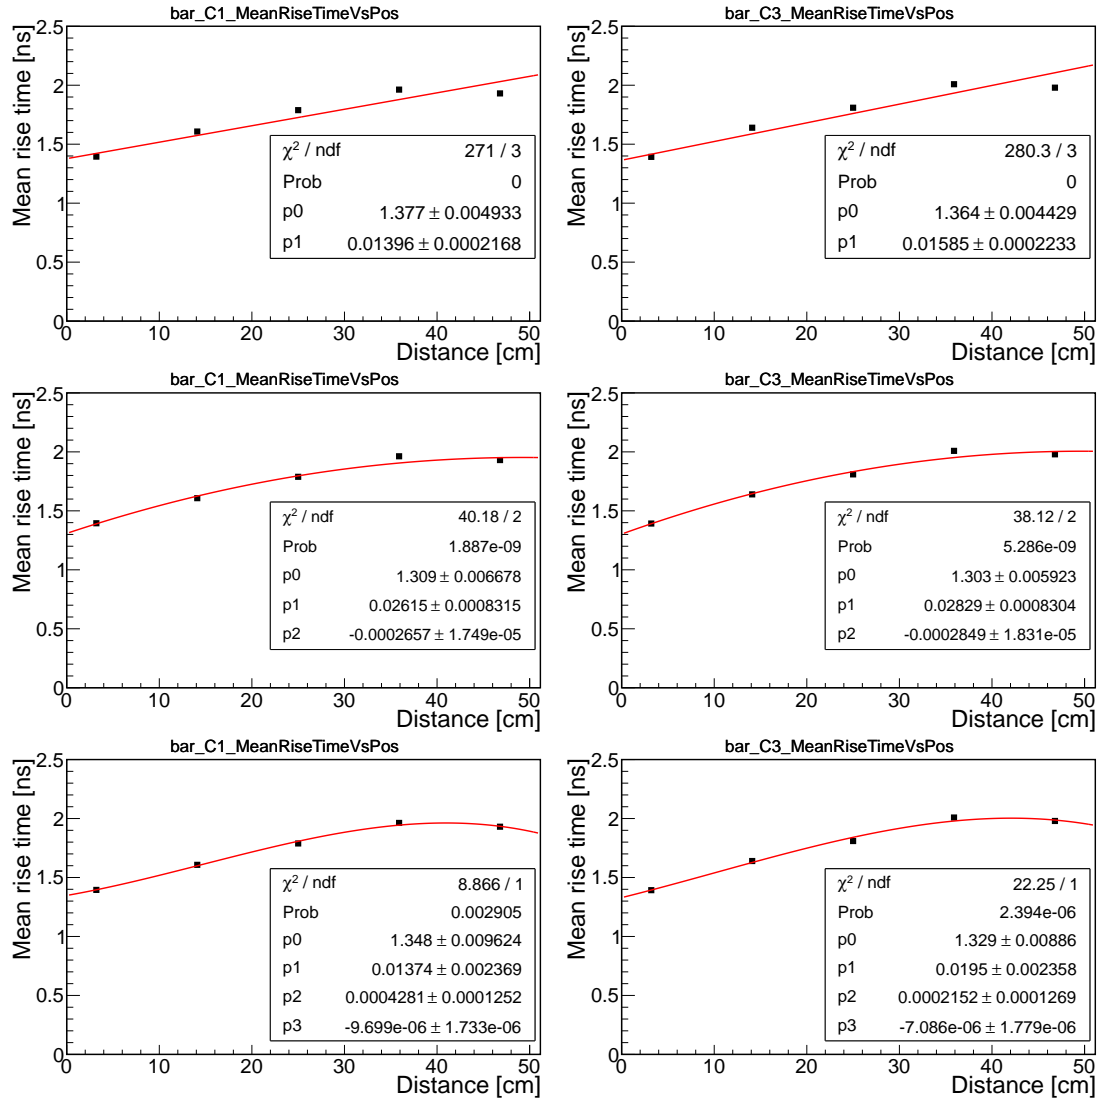 bar_C1_MeanRiseTimeVsPos
Mean rise time [ns]
2.5
2
1.5
1
0.5
0
χ² / ndf 271 / 3
Prob 0
p0 1.377 ± 0.004933
p1 0.01396 ± 0.0002168
0 10 20 30 40 50
Distance [cm]
bar_C3_MeanRiseTimeVsPos
Mean rise time [ns]
2.5
2
1.5
1
0.5
0
χ² / ndf 280.3 / 3
Prob 0
p0 1.364 ± 0.004429
p1 0.01585 ± 0.0002233
0 10 20 30 40 50
Distance [cm]
bar_C1_MeanRiseTimeVsPos
Mean rise time [ns]
2.5
2
1.5
1
0.5
0
χ² / ndf 40.18 / 2
Prob 1.887e-09
p0 1.309 ± 0.006678
p1 0.02615 ± 0.0008315
p2 -0.0002657 ± 1.749e-05
0 10 20 30 40 50
Distance [cm]
bar_C3_MeanRiseTimeVsPos
Mean rise time [ns]
2.5
2
1.5
1
0.5
0
χ² / ndf 38.12 / 2
Prob 5.286e-09
p0 1.303 ± 0.005923
p1 0.02829 ± 0.0008304
p2 -0.0002849 ± 1.831e-05
0 10 20 30 40 50
Distance [cm]
bar_C1_MeanRiseTimeVsPos
Mean rise time [ns]
2.5
2
1.5
1
0.5
0
χ² / ndf 8.866 / 1
Prob 0.002905
p0 1.348 ± 0.009624
p1 0.01374 ± 0.002369
p2 0.0004281 ± 0.0001252
p3 -9.699e-06 ± 1.733e-06
0 10 20 30 40 50
Distance [cm]
bar_C3_MeanRiseTimeVsPos
Mean rise time [ns]
2.5
2
1.5
1
0.5
0
χ² / ndf 22.25 / 1
Prob 2.394e-06
p0 1.329 ± 0.00886
p1 0.0195 ± 0.002358
p2 0.0002152 ± 0.0001269
p3 -7.086e-06 ± 1.779e-06
0 10 20 30 40 50
Distance [cm]